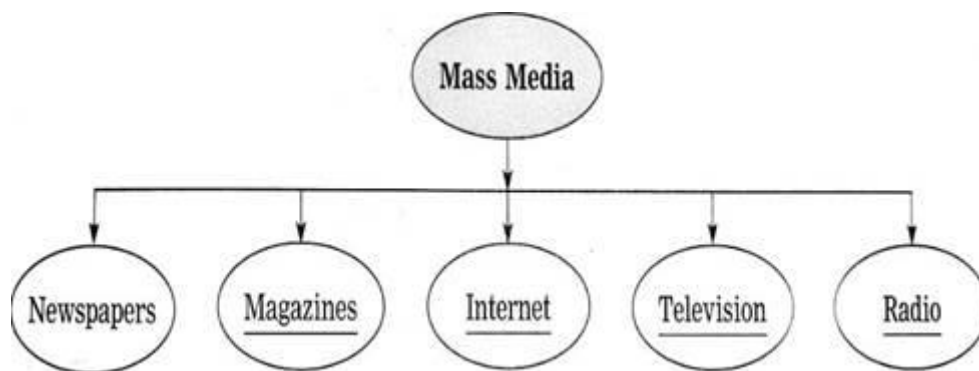 Mass Media
Newspapers
Magazines
Internet
Television
Radio